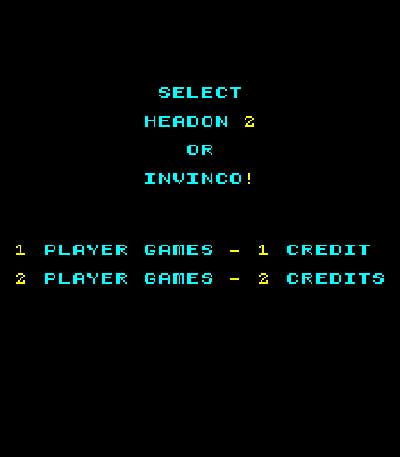 SELECT
HEADON 2
OR
INVINCO!
1 PLAYER GAMES - 1 CREDIT
2 PLAYER GAMES - 2 CREDITS